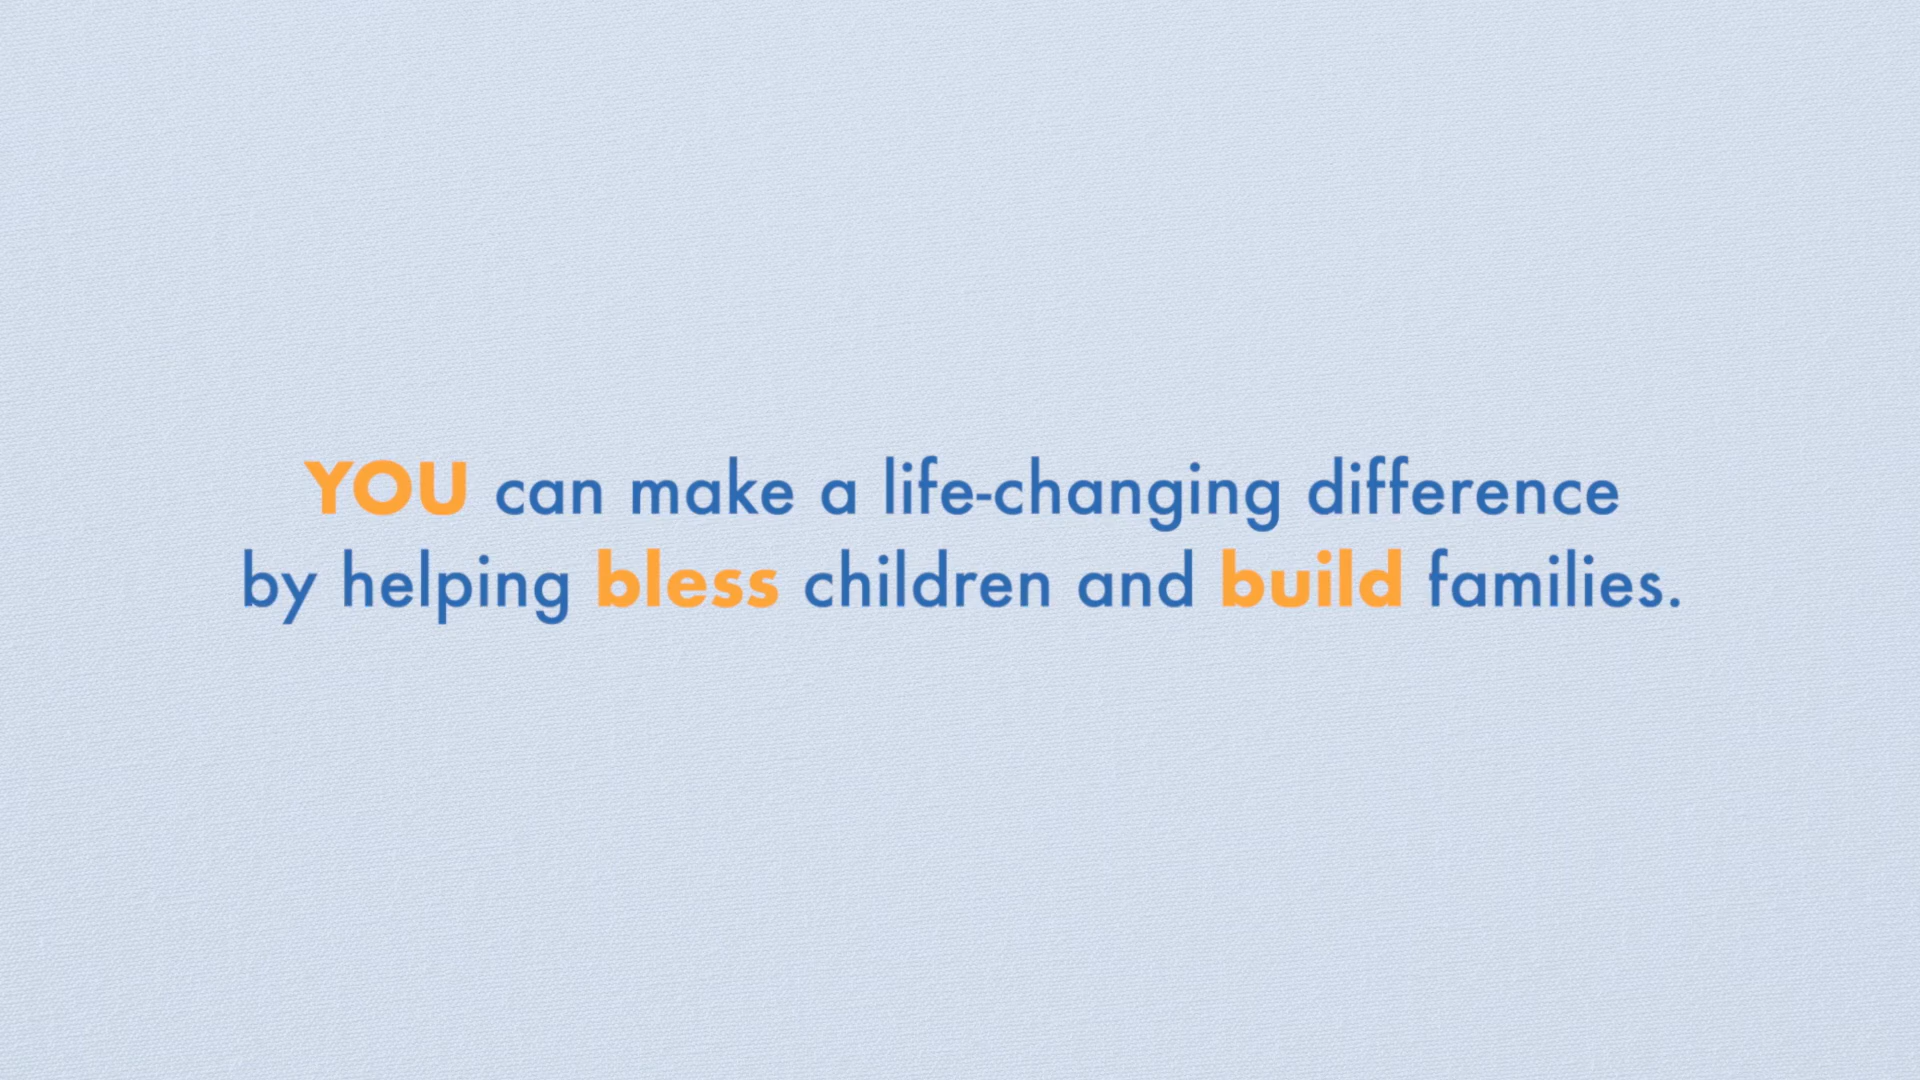 YOU can make a life-changing difference
by helping bless children and build families.